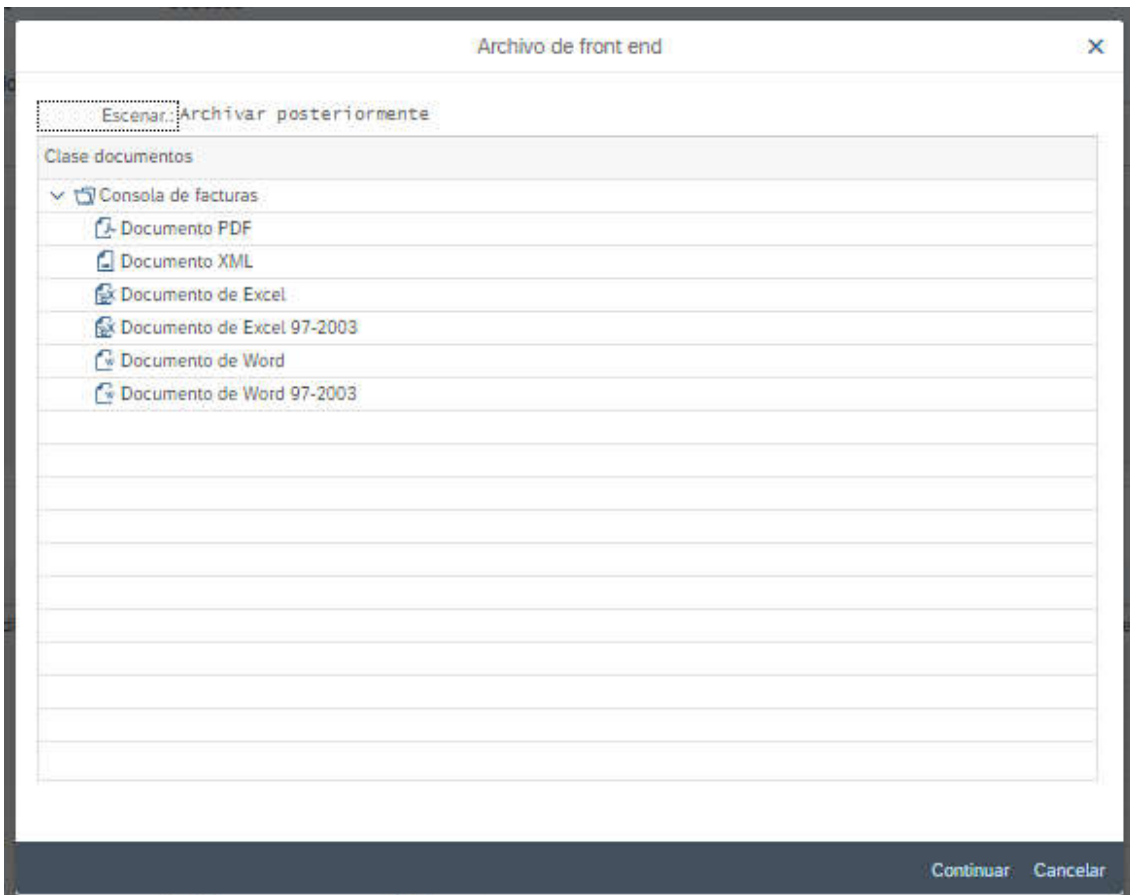 Archivo de front end
Escenar.: Archivar posteriormente
Clase documentos
Consola de facturas
Documento PDF
Documento XML
Documento de Excel
Documento de Excel 97-2003
Documento de Word
Documento de Word 97-2003
Continuar Cancelar